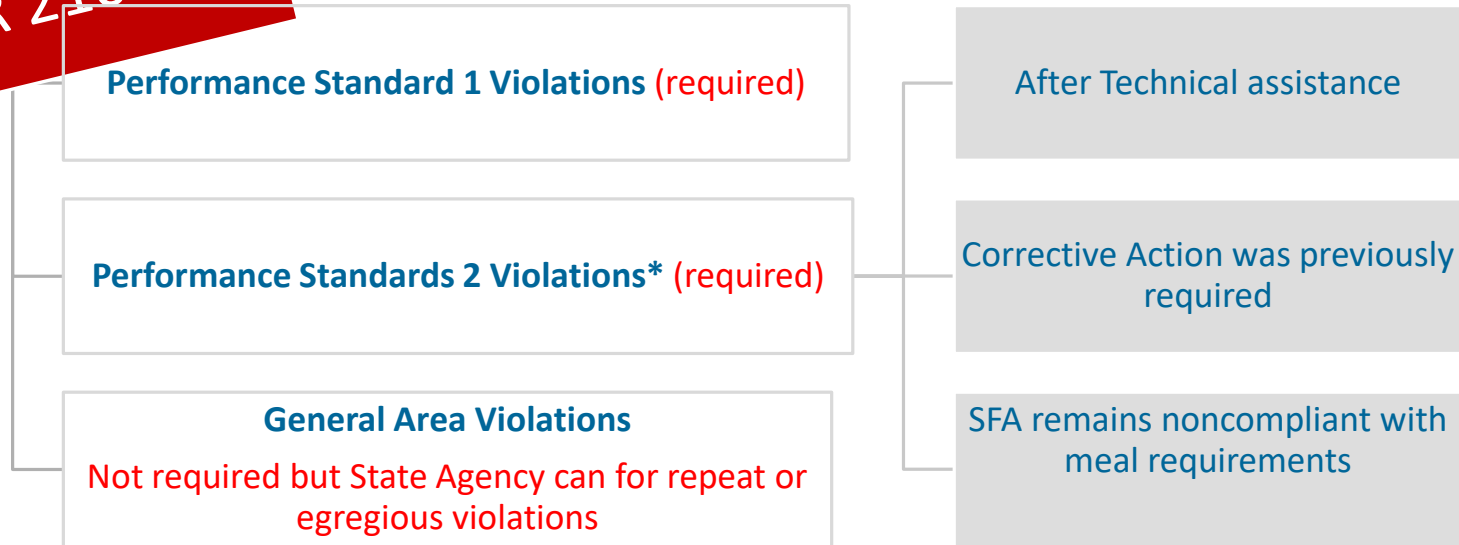 R 210
Performance Standard 1 Violations (required)
After Technical assistance
Performance Standards 2 Violations* (required)
Corrective Action was previously
required
General Area Violations
Not required but State Agency can for repeat or
egregious violations
SFA remains noncompliant with
meal requirements